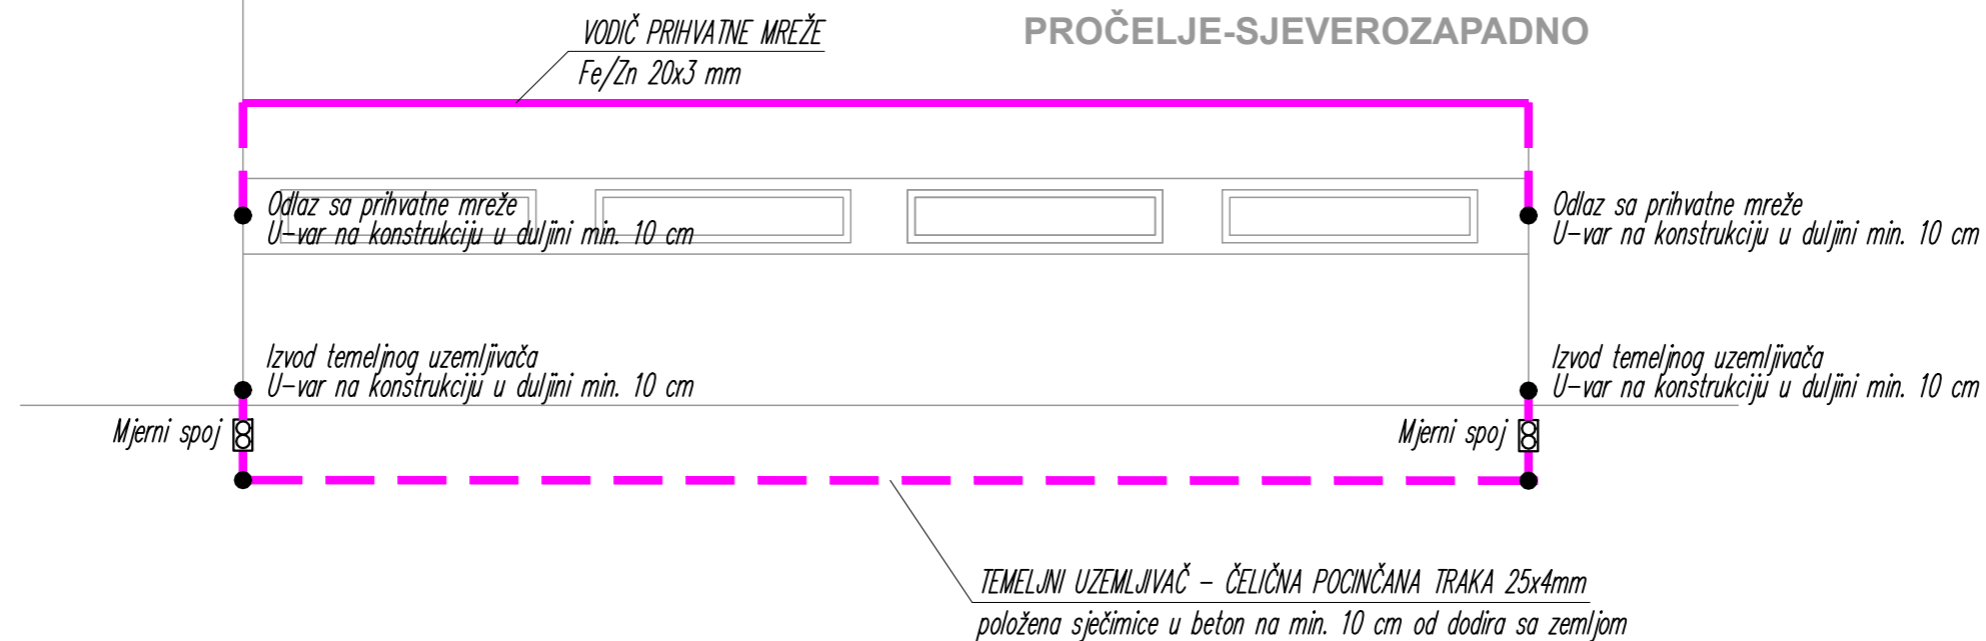 VODIČ PRIHVATNE MREŽE
Fe/Zn 20x3 mm
PROČELJE-SJEVEROZAPADNO
Odlaz sa prihvatne mreže
U-var na konstrukciju u duljini min. 10 cm
Odlaz sa prihvatne mreže
U-var na konstrukciju u duljini min. 10 cm
Izvod temeljnog uzemljivača
U-var na konstrukciju u duljini min. 10 cm
Izvod temeljnog uzemljivača
U-var na konstrukciju u duljini min. 10 cm
Mjerni spoj
Mjerni spoj
TEMELJNI UZEMLJIVAČ - ČELIČNA POCINČANA TRAKA 25x4mm
položena sječimice u beton na min. 10 cm od dodira sa zemljom